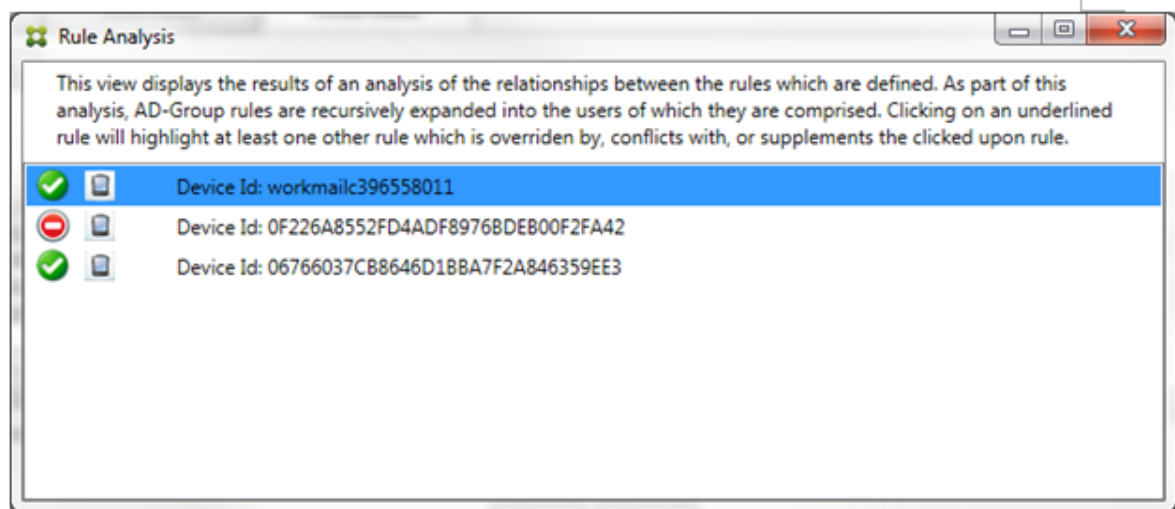 Rule Analysis
This view displays the results of an analysis of the relationships between the rules which are defined. As part of this
analysis, AD-Group rules are recursively expanded into the users of which they are comprised. Clicking on an underlined
rule will highlight at least one other rule which is overriden by, conflicts with, or supplements the clicked upon rule.
Device Id: workmailc396558011
Device Id: 0F226A8552FD4ADF8976BDEB00F2FA42
Device Id: 06766037CB8646D1BBA7F2A846359EE3